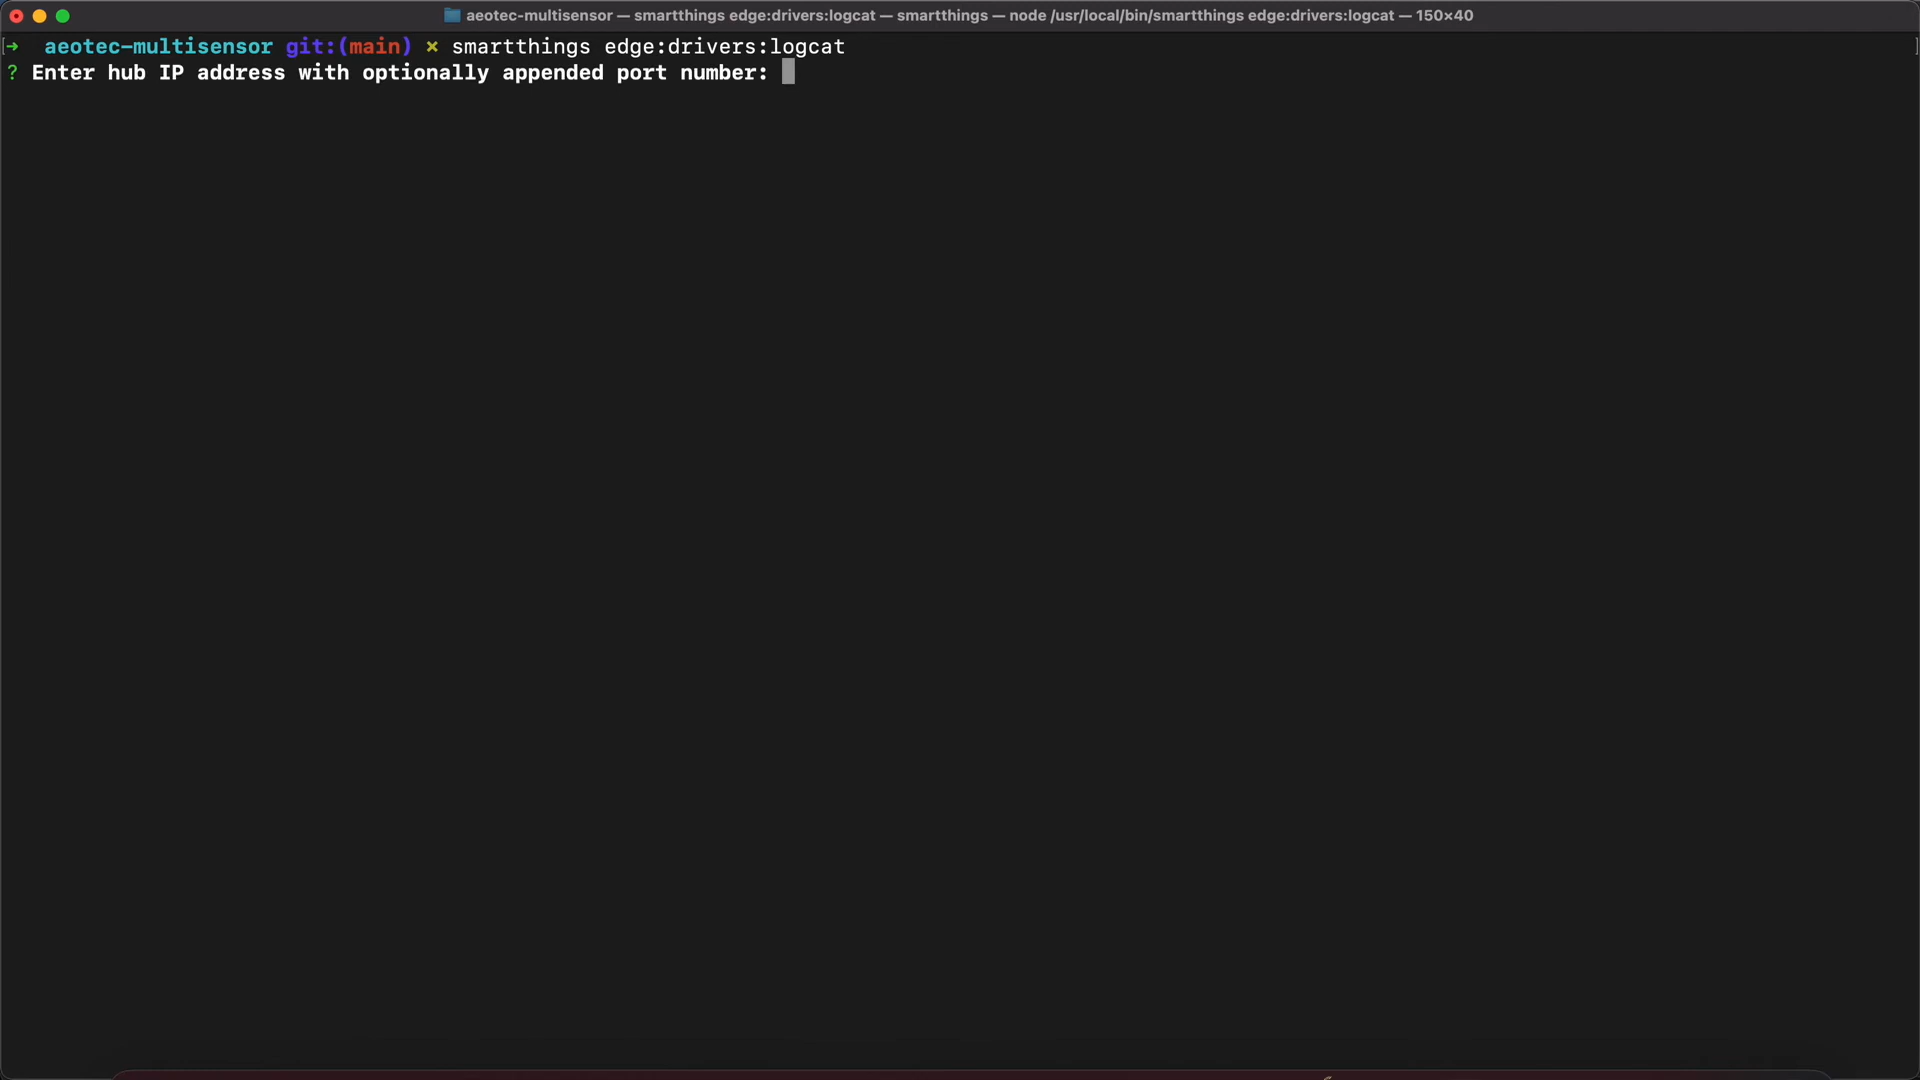 aeotec-multisensor — smartthings edge:drivers:logcat — smartthings — node /usr/local/bin/smartthings edge:drivers:logcat — 150×40
[➜ aeotec-multisensor git:(main) ✗ smartthings edge:drivers:logcat ]
? Enter hub IP address with optionally appended port number: